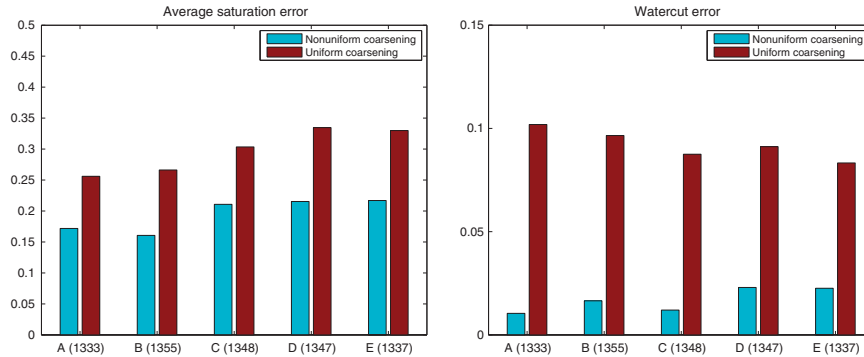 Average saturation error
0.5
0.45
0.4
0.35
0.3
0.25
0.2
0.15
0.1
0.05
0
Nonuniform coarsening
Uniform coarsening
A (1333) B (1355) C (1348) D (1347) E (1337)
Watercut error
0.15
0.1
0.05
0
Nonuniform coarsening
Uniform coarsening
A (1333) B (1355) C (1348) D (1347) E (1337)